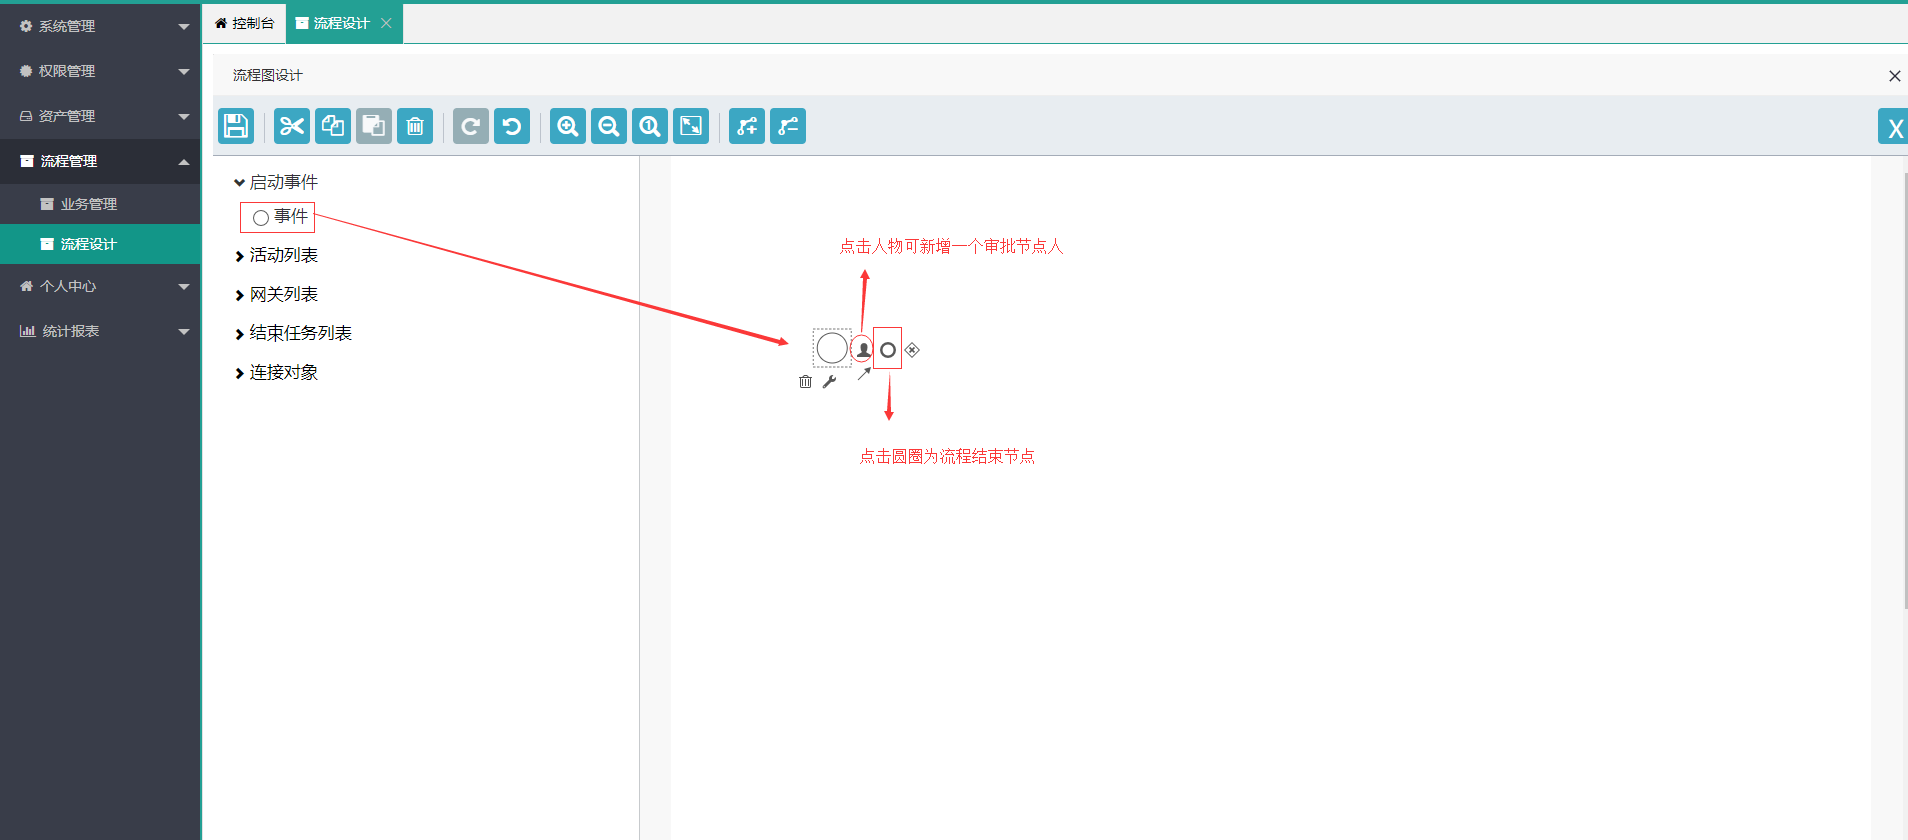 系统管理
权限管理
资产管理
流程管理
业务管理
流程设计
个人中心
统计报表
控制台
流程设计
流程图设计
X
启动事件
事件
活动列表
网关列表
结束任务列表
连接对象
点击人物可新增一个审批节点人
点击圆圈为流程结束节点